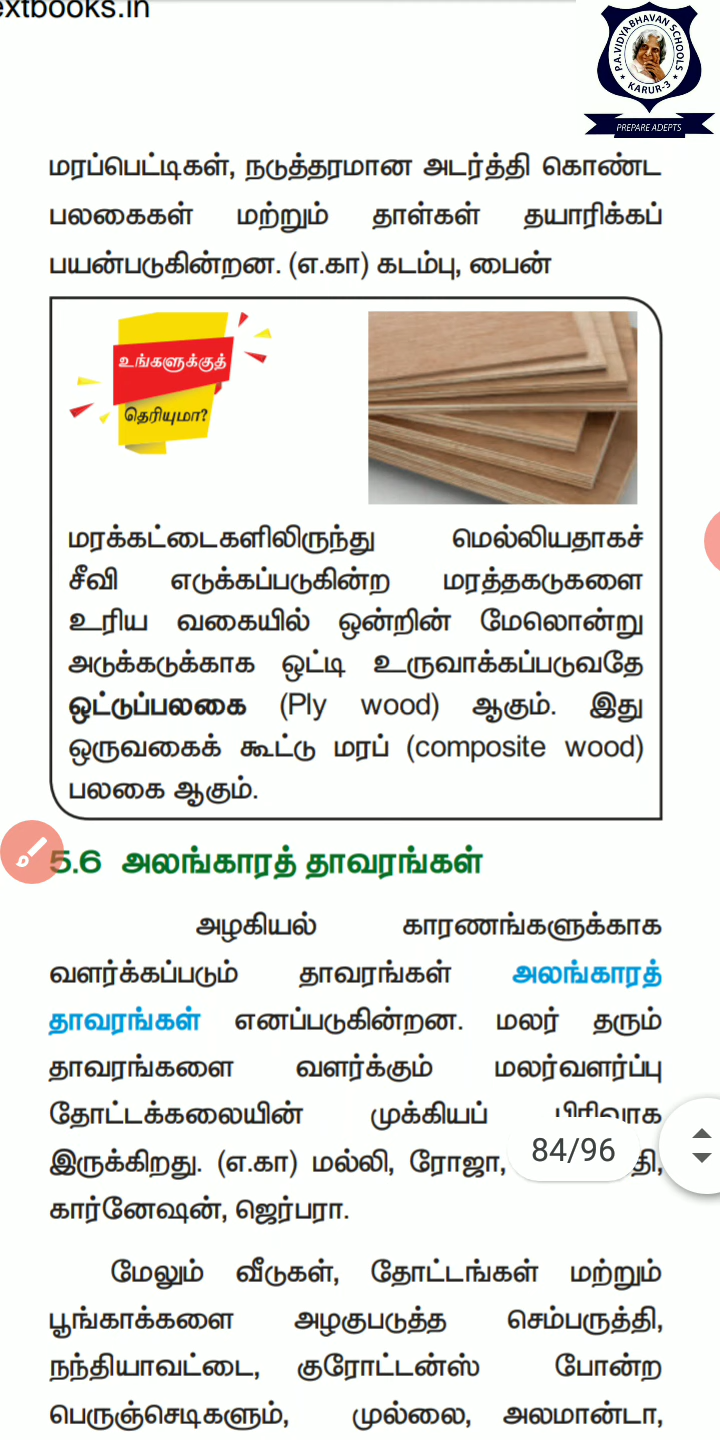 extbooks.in
P.A.VIDYABHAVAN SCHOOLS
KARUR-3
PREPARE ADEPTS
மரப்பெட்டிகள், நடுத்தரமான அடர்த்தி கொண்ட
பலகைகள் மற்றும் தாள்கள் தயாரிக்கப்
பயன்படுகின்றன. (எ.கா) கடம்பு, பைன்
உங்களுக்குத்
தெரியுமா?
மரக்கட்டைகளிலிருந்து மெல்லியதாகச்
சீவி எடுக்கப்படுகின்ற மரத்தகடுகளை
உரிய வகையில் ஒன்றின் மேலொன்று
அடுக்கடுக்காக ஒட்டி உருவாக்கப்படுவதே
ஒட்டுப்பலகை (Ply wood) ஆகும். இது
ஒருவகைக் கூட்டு மரப் (composite wood)
பலகை ஆகும்.
5.6 அலங்காரத் தாவரங்கள்
அழகியல் காரணங்களுக்காக
வளர்க்கப்படும் தாவரங்கள் அலங்காரத்
தாவரங்கள் எனப்படுகின்றன. மலர் தரும்
தாவரங்களை வளர்க்கும் மலர்வளர்ப்பு
தோட்டக்கலையின் முக்கியப் பிரிவாக
இருக்கிறது. (எ.கா) மல்லி, ரோஜா,
84/96
கார்னேஷன், ஜெர்பரா.
மேலும் வீடுகள், தோட்டங்கள் மற்றும்
பூங்காக்களை அழகுபடுத்த செம்பருத்தி,
நந்தியாவட்டை, குரோட்டன்ஸ் போன்ற
பெருஞ்செடிகளும், முல்லை, அலமான்டா,